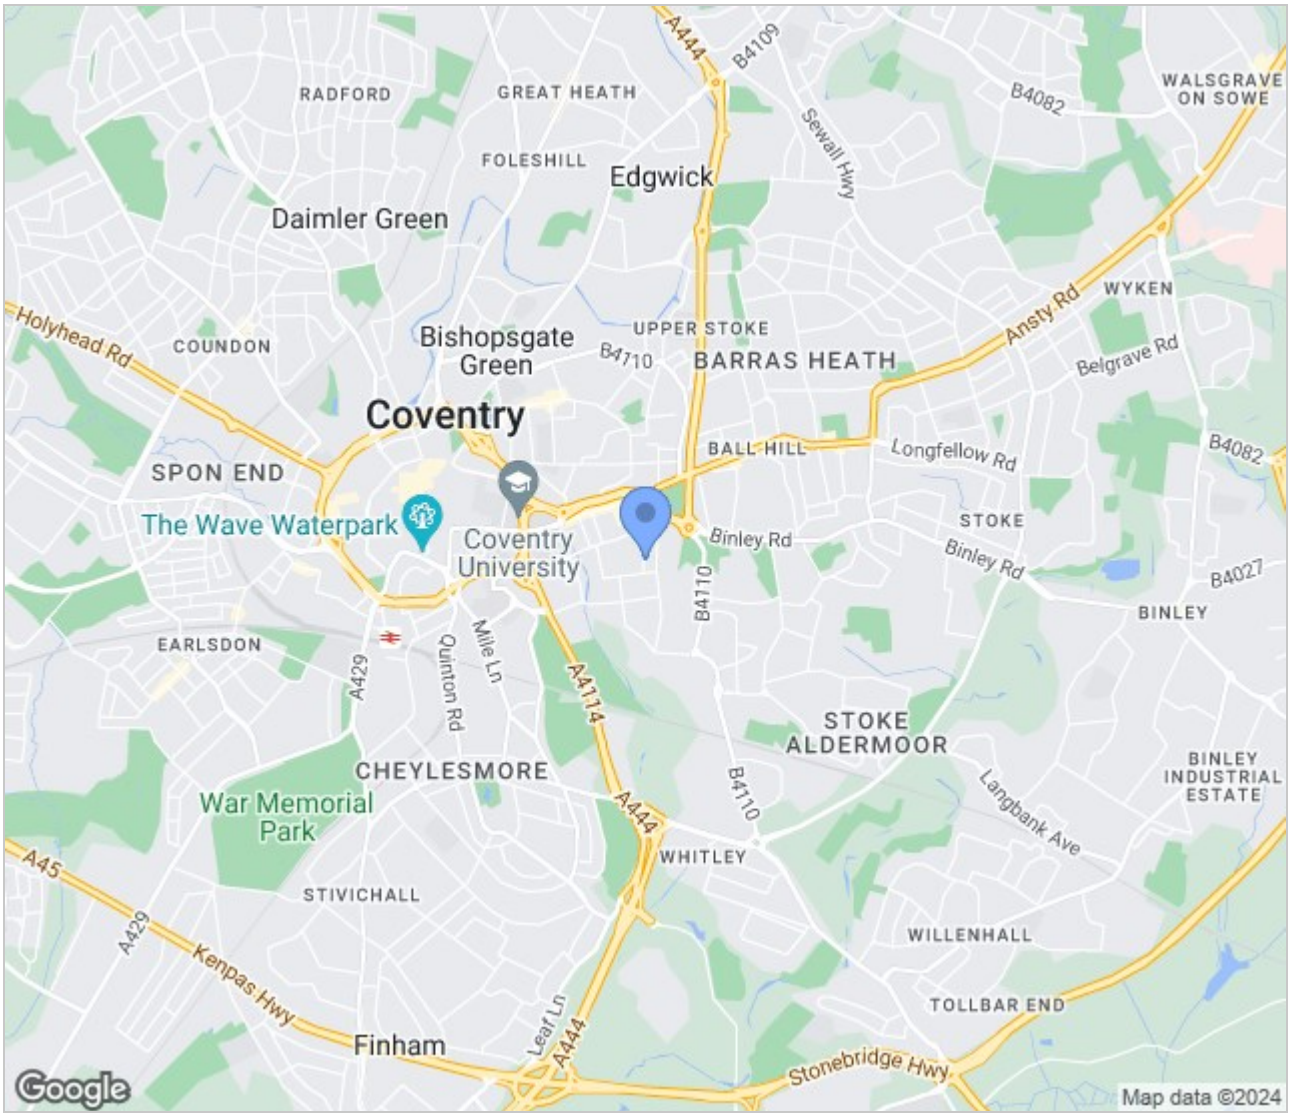 A444
B4109
RADFORD
GREAT HEATH
B4082
WALSGRAVE
ON SOWE
Sewall Hwy
FOLESHILL
Edgwick
Daimler Green
WYKEN
Holyhead Rd
COUNDON
Bishopsgate
Green
UPPER STOKE
B4110
BARRAS HEATH
Ansty Rd
Belgrave Rd
Coventry
BALL HILL
Longfellow Rd
B4082
SPON END
The Wave Waterpark
Coventry
University
Binley Rd
STOKE
Binley Rd
B4027
B4110
BINLEY
EARLSDON
A429
Quinton Rd
Mile Ln
A4114
STOKE
ALDERMOOR
CHEYLESMORE
BINLEY
INDUSTRIAL
ESTATE
War Memorial
Park
A444
B4110
Langbank Ave
A45
WHITLEY
STIVICHALL
A429
WILLENHALL
Kenpas Hwy
TOLLBAR END
Finham
Leaf Ln
A444
Stonebridge Hwy
Google
Map data ©2024